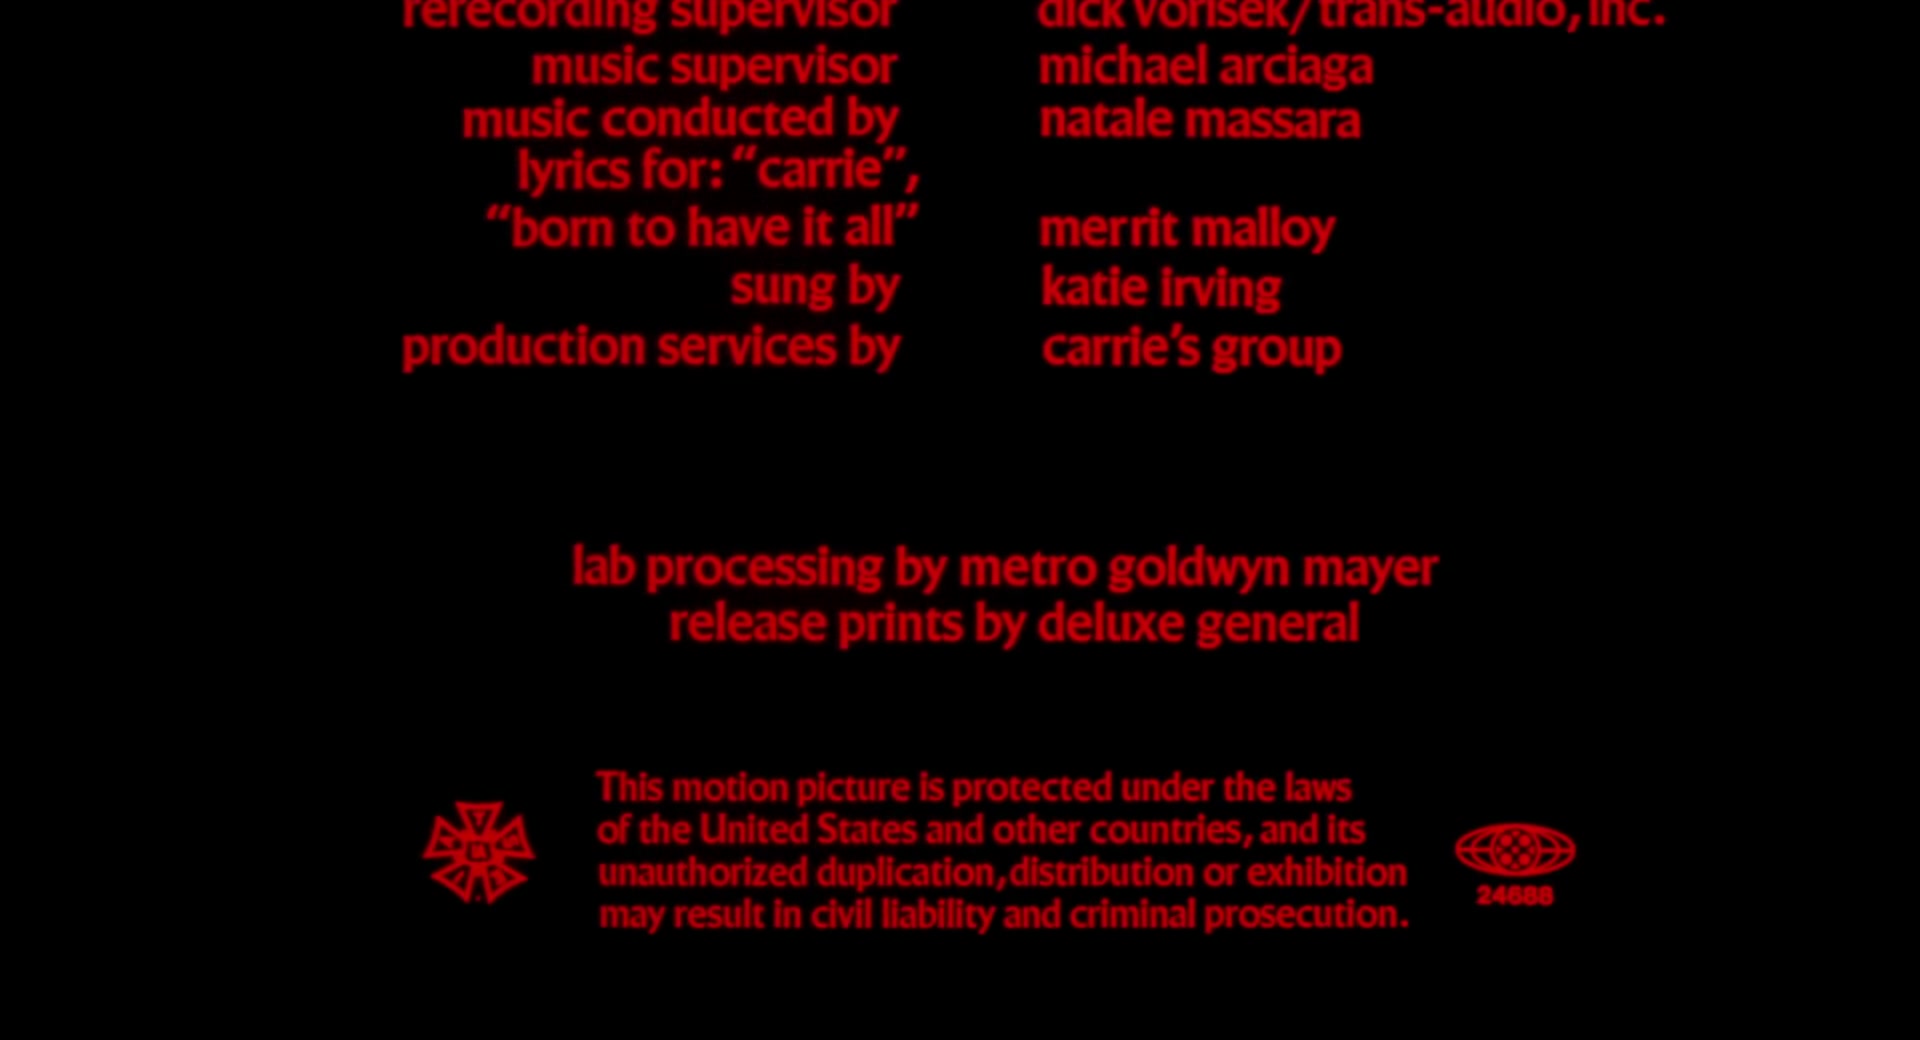 rerecording supervisor dick vorisek/trans-audio, inc.
music supervisor michael arciaga
music conducted by natale massara
lyrics for: “carrie”,
“born to have it all” merrit malloy
sung by katie irving
production services by carrie’s group
lab processing by metro goldwyn mayer
release prints by deluxe general
This motion picture is protected under the laws
of the United States and other countries, and its
unauthorized duplication, distribution or exhibition
may result in civil liability and criminal prosecution.
24688